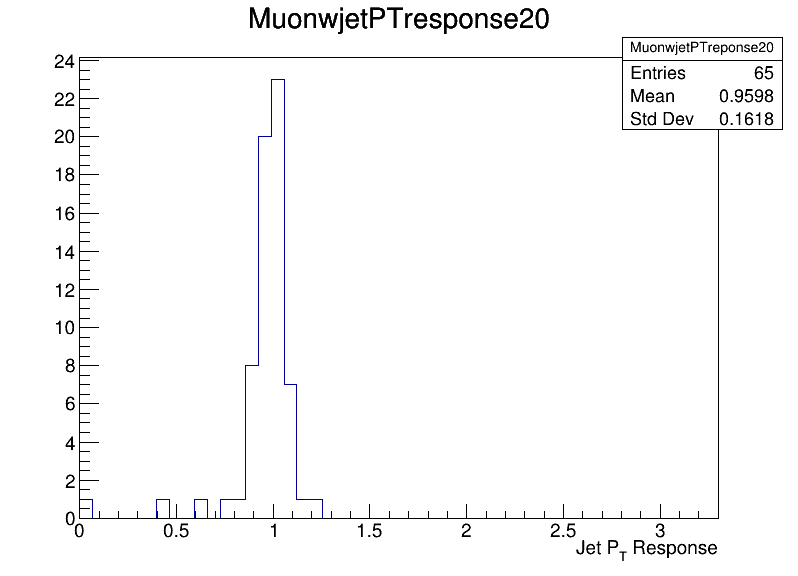 MuonwjetPTresponse20
MuonwjetPTreponse20
Entries 65
Mean 0.9598
Std Dev 0.1618
24
22
20
18
16
14
12
10
8
6
4
2
0
0 0.5 1 1.5 2 2.5 3
Jet PT Response